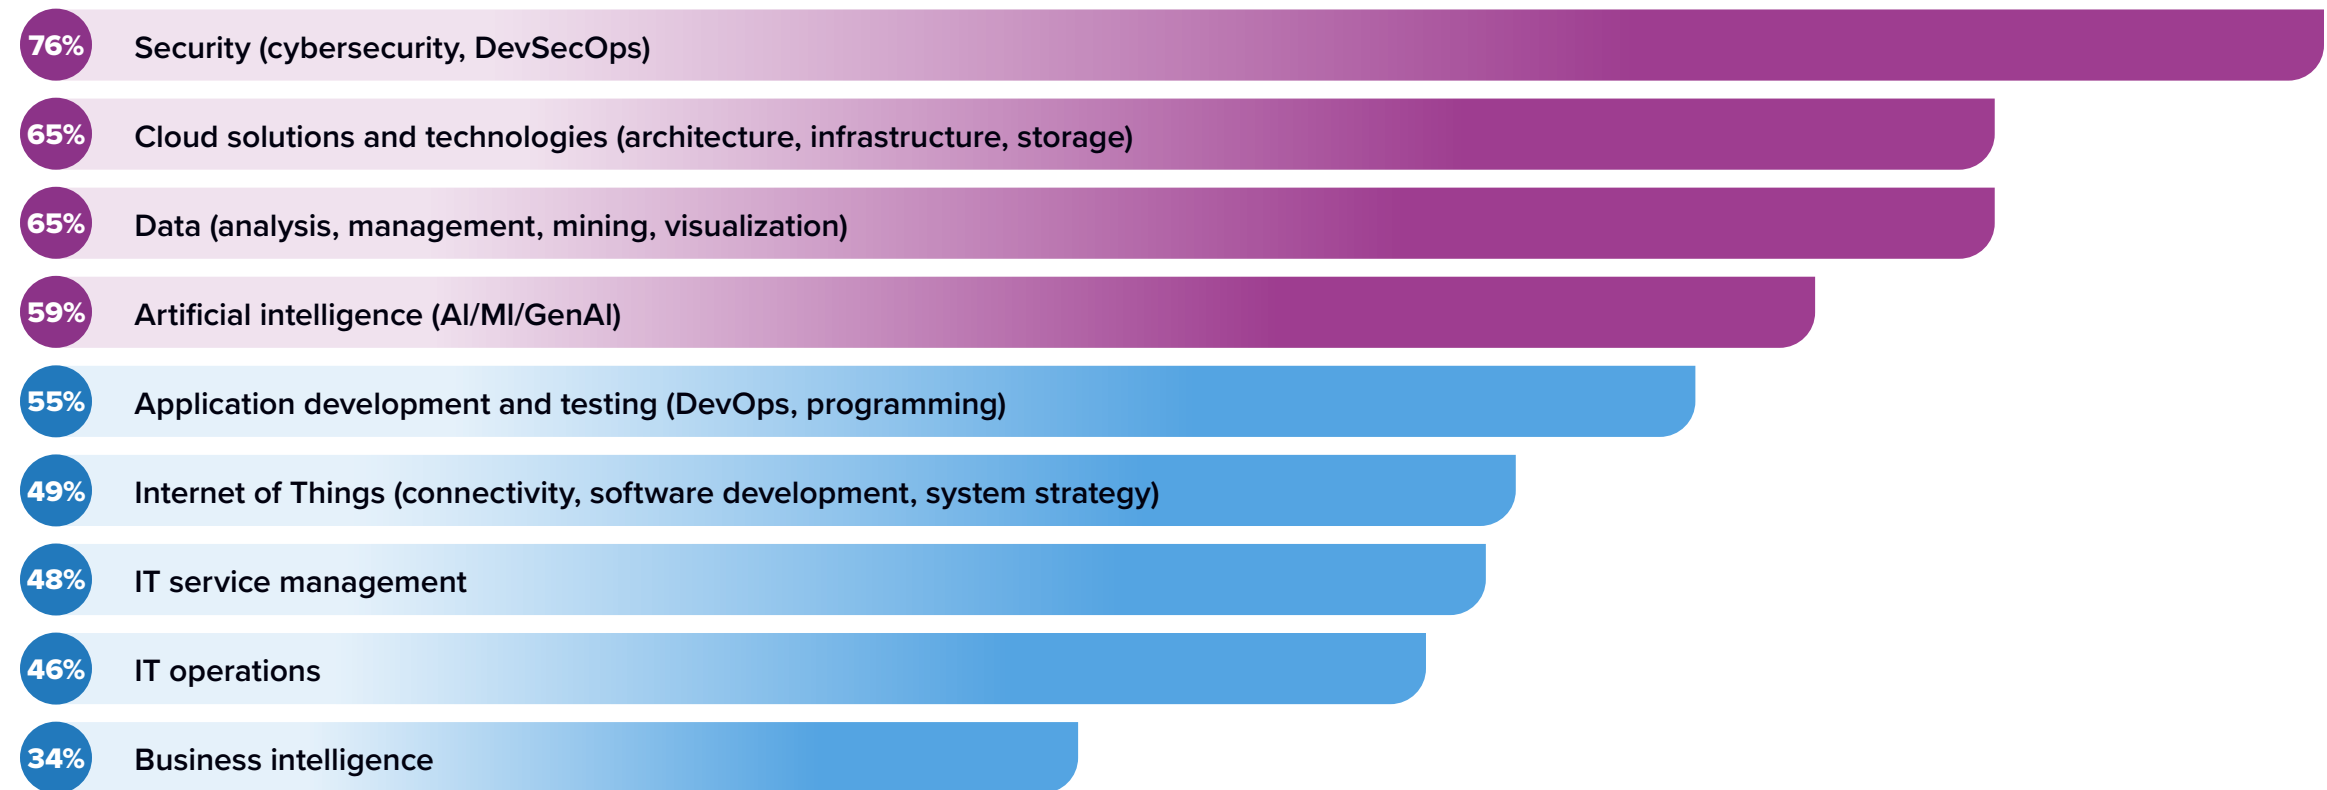 76% Security (cybersecurity, DevSecOps)
65% Cloud solutions and technologies (architecture, infrastructure, storage)
65% Data (analysis, management, mining, visualization)
59% Artificial intelligence (AI/Ml/GenAI)
55% Application development and testing (DevOps, programming)
49% Internet of Things (connectivity, software development, system strategy)
48% IT service management
46% IT operations
34% Business intelligence